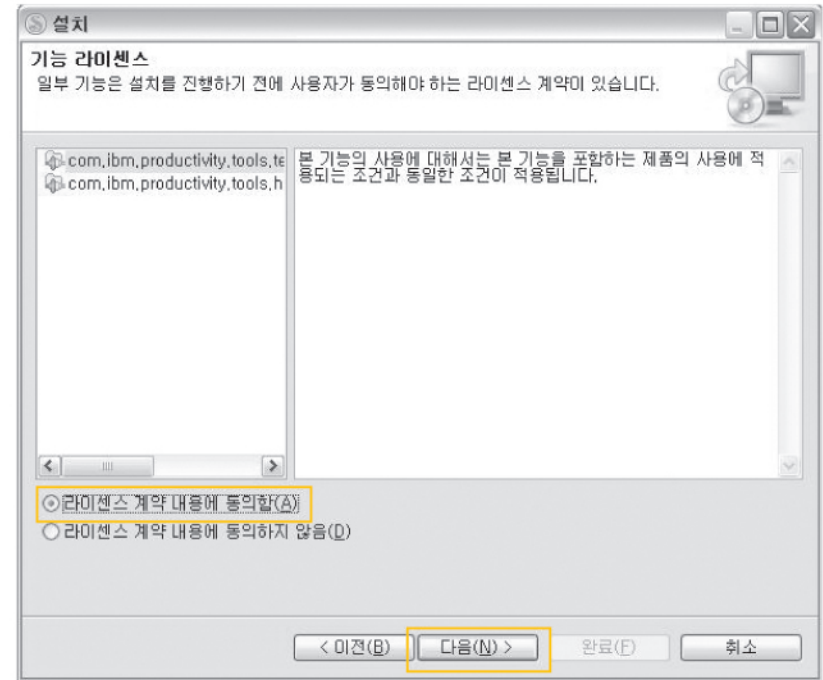 설치
기능 라이센스
일부 기능은 설치를 진행하기 전에 사용자가 동의해야 하는 라이센스 계약이 있습니다.
com.ibm.productivity.tools.te
com.ibm.productivity.tools.h
본 기능의 사용에 대해서는 본 기능을 포함하는 제품의 사용에 적
용되는 조건과 동일한 조건이 적용됩니다.
라이센스 계약 내용에 동의함(A)
라이센스 계약 내용에 동의하지 않음(D)
< 이전(B)
다음(N) >
완료(F)
취소